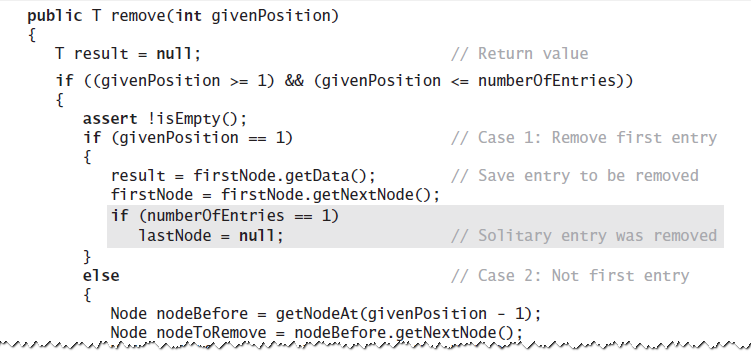 public T remove(int givenPosition)
{
T result = null; // Return value
if ((givenPosition >= 1) && (givenPosition <= numberOfEntries))
{
assert !isEmpty();
if (givenPosition == 1) // Case 1: Remove first entry
{
result = firstNode.getData(); // Save entry to be removed
firstNode = firstNode.getNextNode();
if (numberOfEntries == 1)
lastNode = null; // Solitary entry was removed
}
else // Case 2: Not first entry
{
Node nodeBefore = getNodeAt(givenPosition - 1);
Node nodeToRemove = nodeBefore.getNextNode();